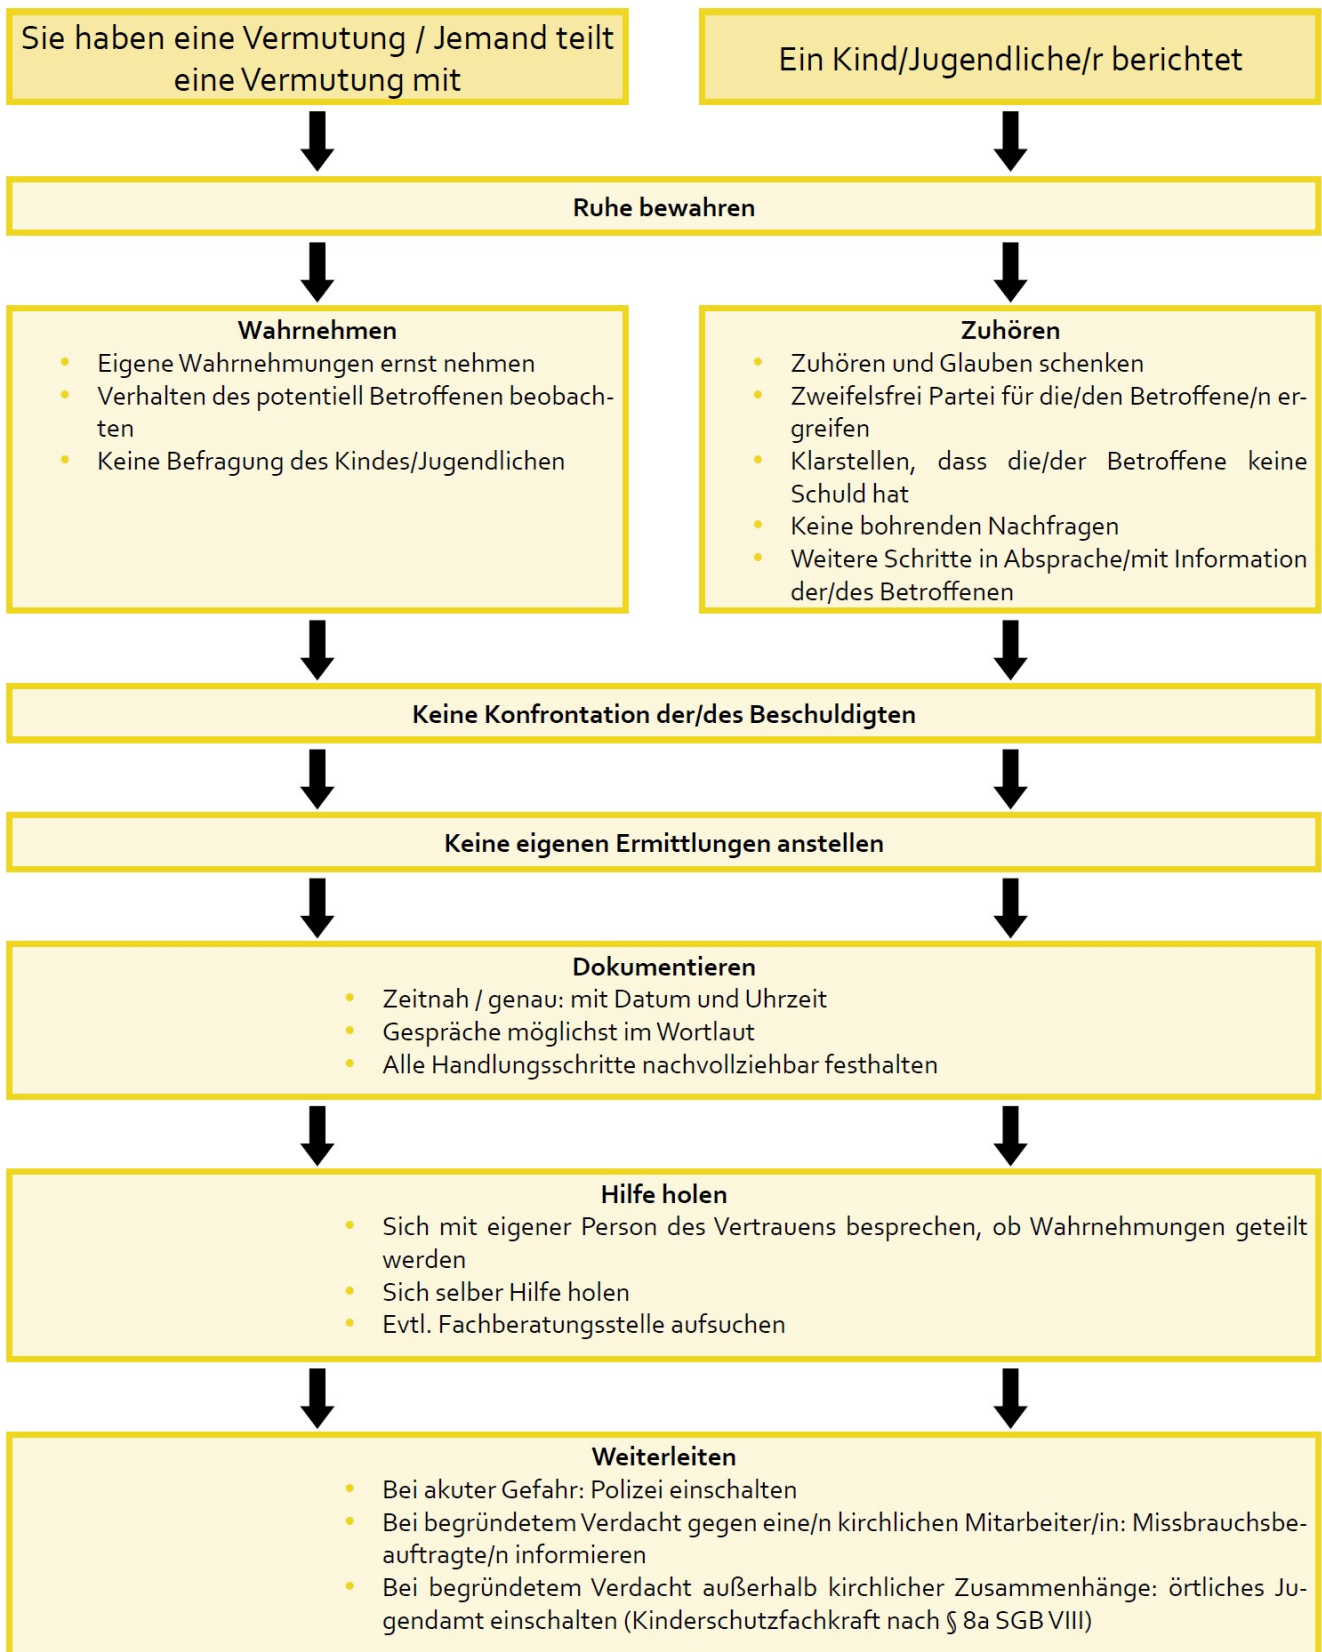 Sie haben eine Vermutung / Jemand teilt
eine Vermutung mit
Ein Kind/Jugendliche/r berichtet
Ruhe bewahren
Wahrnehmen
• Eigene Wahrnehmungen ernst nehmen
• Verhalten des potentiell Betroffenen beobach-
ten
• Keine Befragung des Kindes/Jugendlichen
Zuhören
• Zuhören und Glauben schenken
• Zweifelsfrei Partei für die/den Betroffene/n er-
greifen
• Klarstellen, dass die/der Betroffene keine
Schuld hat
• Keine bohrenden Nachfragen
• Weitere Schritte in Absprache/mit Information
der/des Betroffenen
Keine Konfrontation der/des Beschuldigten
Keine eigenen Ermittlungen anstellen
Dokumentieren
• Zeitnah / genau: mit Datum und Uhrzeit
• Gespräche möglichst im Wortlaut
• Alle Handlungsschritte nachvollziehbar festhalten
Hilfe holen
• Sich mit eigener Person des Vertrauens besprechen, ob Wahrnehmungen geteilt
werden
• Sich selber Hilfe holen
• Evtl. Fachberatungsstelle aufsuchen
Weiterleiten
• Bei akuter Gefahr: Polizei einschalten
• Bei begründetem Verdacht gegen eine/n kirchlichen Mitarbeiter/in: Missbrauchsbe-
auftragte/n informieren
• Bei begründetem Verdacht außerhalb kirchlicher Zusammenhänge: örtliches Ju-
gendamt einschalten (Kinderschutzfachkraft nach § 8a SGB VIII)